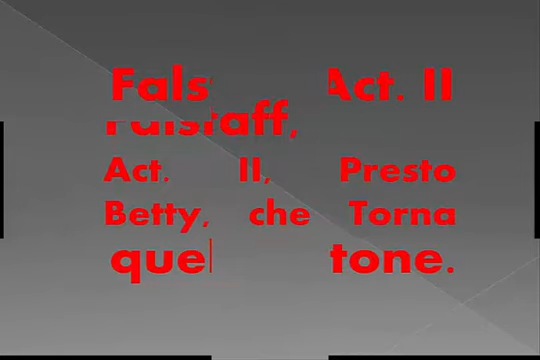 Fals Act. II
Falstaff,
Act. II, Presto
Betty, che Torna
quel tone.